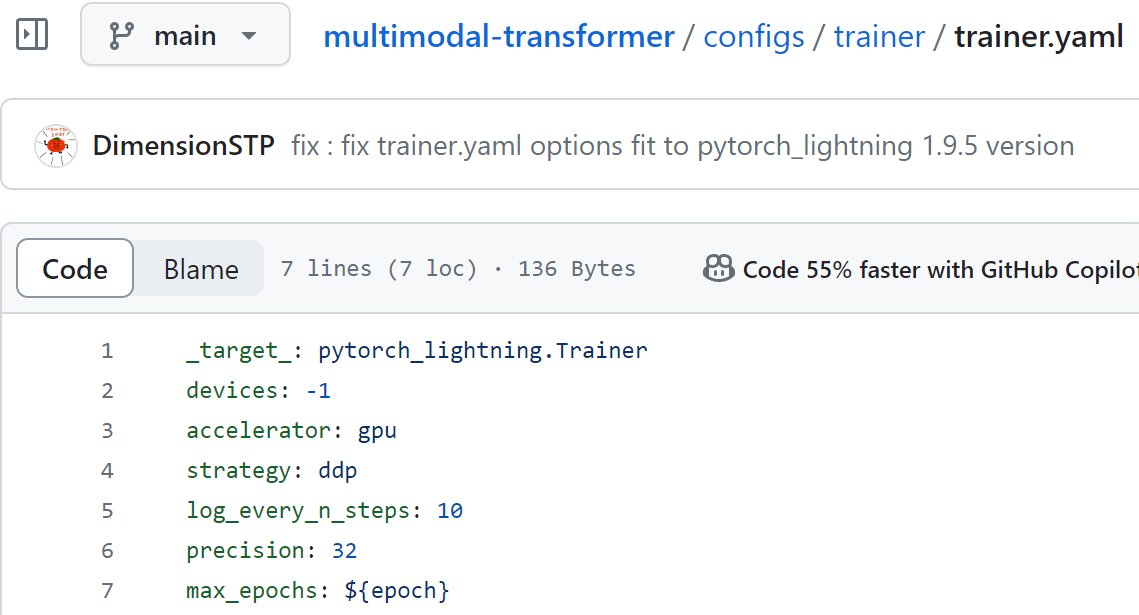 main
multimodal-transformer / configs / trainer / trainer.yaml
DimensionSTP fix : fix trainer.yaml options fit to pytorch_lightning 1.9.5 version
Code Blame 7 lines (7 loc) · 136 Bytes Code 55% faster with GitHub Copilot
1 _target_: pytorch_lightning.Trainer
2 devices: -1
3 accelerator: gpu
4 strategy: ddp
5 log_every_n_steps: 10
6 precision: 32
7 max_epochs: ${epoch}